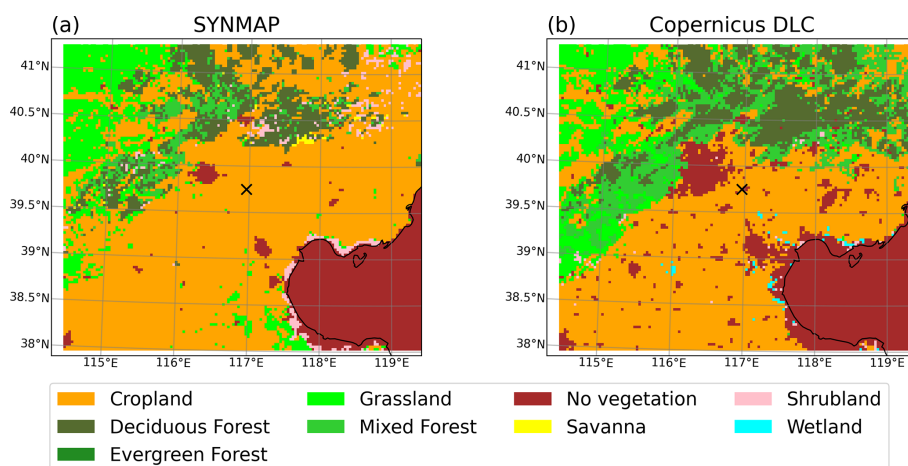 (a) SYNMAP
(b) Copernicus DLC
41°N
40.5°N
40°N
39.5°N
39°N
38.5°N
38°N
115°E 116°E 117°E 118°E 119°E
41°N
40.5°N
40°N
39.5°N
39°N
38.5°N
38°N
115°E 116°E 117°E 118°E 119°E
Cropland Grassland No vegetation Shrubland
Deciduous Forest Mixed Forest Savanna Wetland
Evergreen Forest